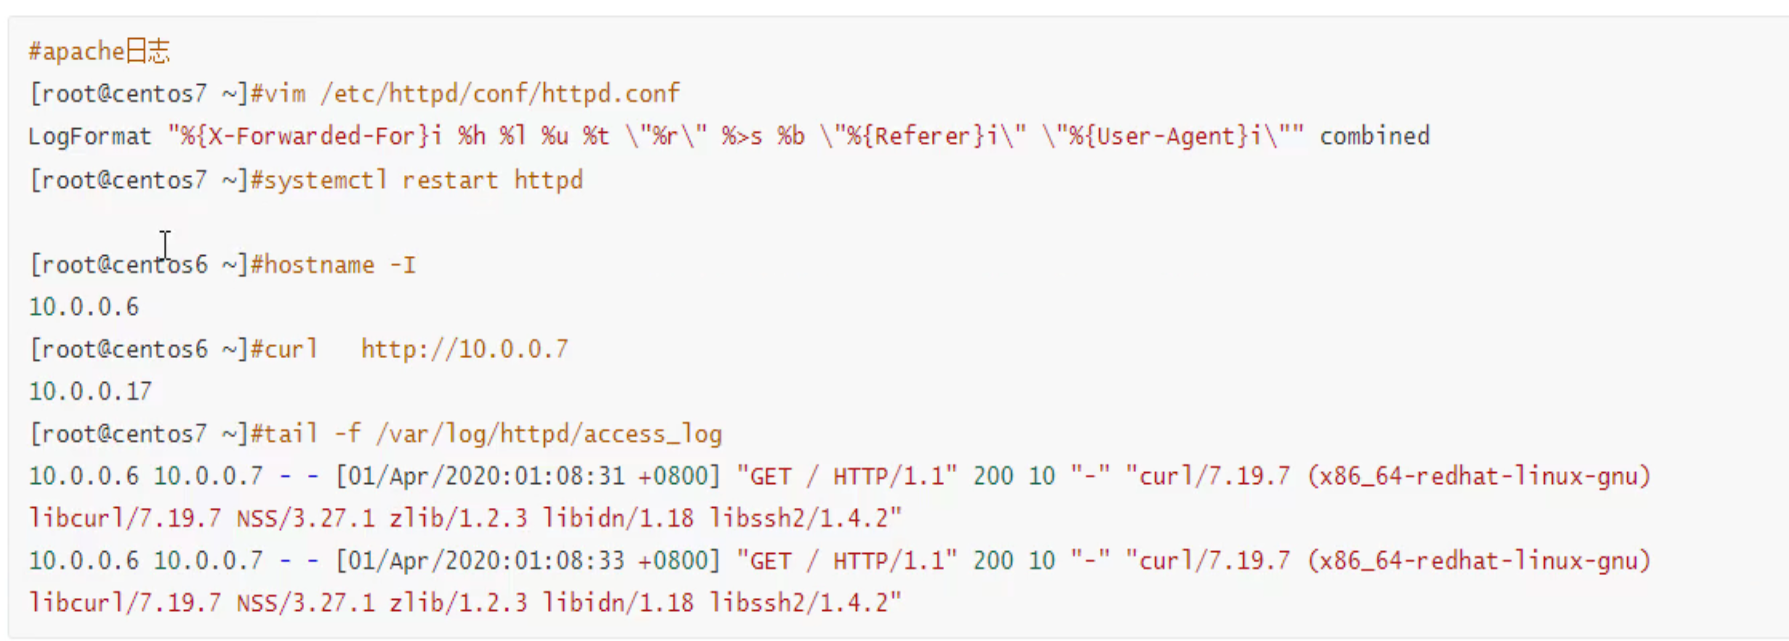 #apache日志
[root@centos7 ~]#vim /etc/httpd/conf/httpd.conf
LogFormat "%{X-Forwarded-For}i %h %l %u %t \"%r\" %>s %b \"%{Referer}i\" \"%{User-Agent}i\"" combined
[root@centos7 ~]#systemctl restart httpd
[root@centos6 ~]#hostname -I
10.0.0.6
[root@centos6 ~]#curl   http://10.0.0.7
10.0.0.17
[root@centos7 ~]#tail -f /var/log/httpd/access_log
10.0.0.6 10.0.0.7 - - [01/Apr/2020:01:08:31 +0800] "GET / HTTP/1.1" 200 10 "-" "curl/7.19.7 (x86_64-redhat-linux-gnu)
libcurl/7.19.7 NSS/3.27.1 zlib/1.2.3 libidn/1.18 libssh2/1.4.2"
10.0.0.6 10.0.0.7 - - [01/Apr/2020:01:08:33 +0800] "GET / HTTP/1.1" 200 10 "-" "curl/7.19.7 (x86_64-redhat-linux-gnu)
libcurl/7.19.7 NSS/3.27.1 zlib/1.2.3 libidn/1.18 libssh2/1.4.2"